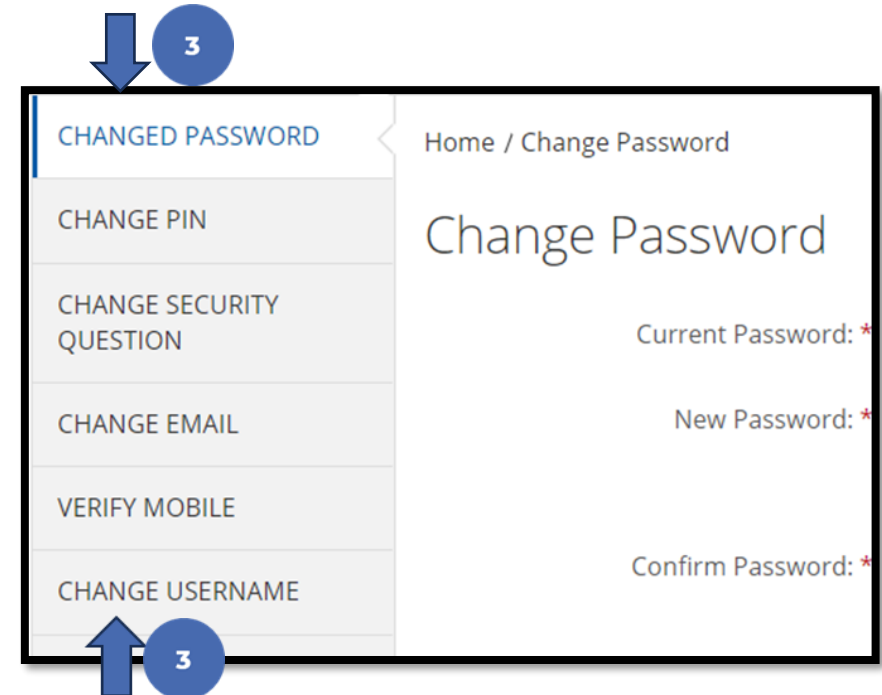 3
CHANGED PASSWORD
CHANGE PIN
CHANGE SECURITY
QUESTION
CHANGE EMAIL
VERIFY MOBILE
CHANGE USERNAME
3
Home / Change Password
Change Password
Current Password: *
New Password: *
Confirm Password: *